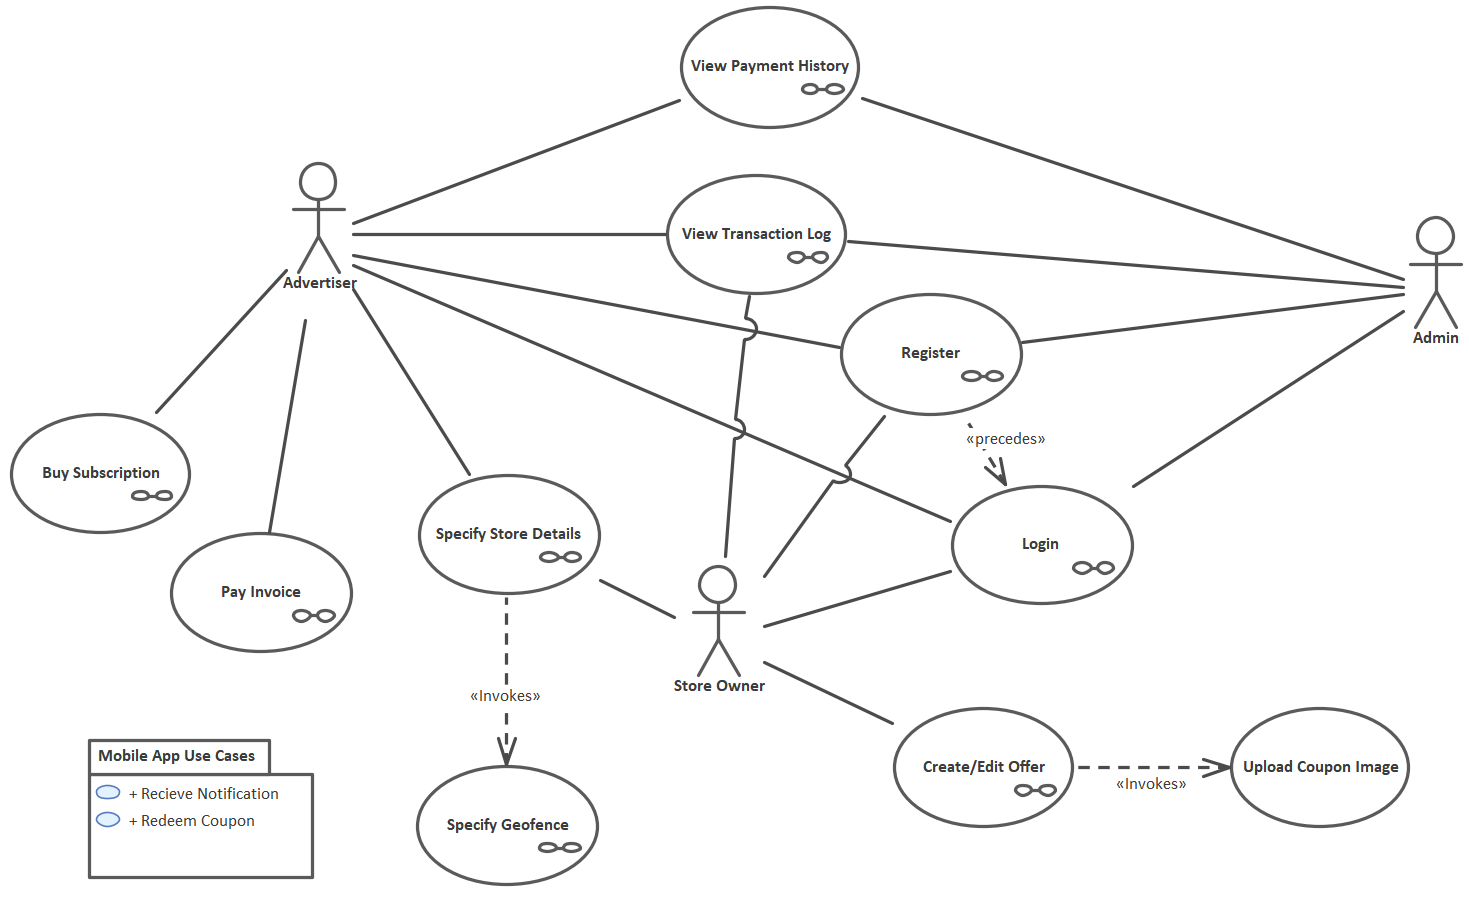 View Payment History
View Transaction Log
Advertiser
Admin
Register
«precedes»
Buy Subscription
Specify Store Details
Login
Pay Invoice
Store Owner
«Invokes»
Mobile App Use Cases
+ Recieve Notification
+ Redeem Coupon
Create/Edit Offer
Upload Coupon Image
«Invokes»
Specify Geofence